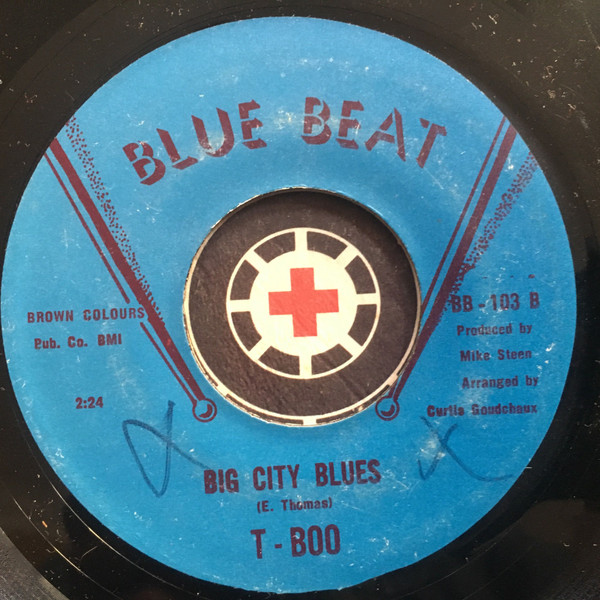 BLUE BEAT
BROWN COLOURS
Pub. Co. BMI
2:24
BB - 103 B
Produced by
Mike Steen
Arranged by
Curtis Goudchaux
BIG CITY BLUES
(E. Thomas)
T - BOO